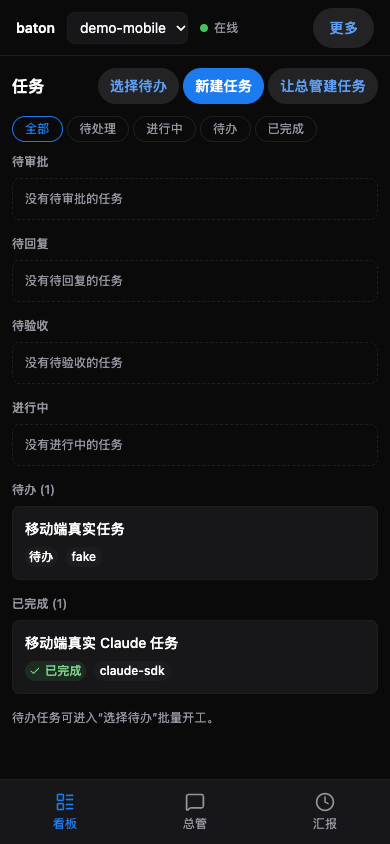 baton demo-mobile 在线 更多
任务 选择待办 新建任务 让总管建任务
全部 待处理 进行中 待办 已完成
待审批
没有待审批的任务
待回复
没有待回复的任务
待验收
没有待验收的任务
进行中
没有进行中的任务
待办 (1)
移动端真实任务
待办 fake
已完成 (1)
移动端真实 Claude 任务
已完成 claude-sdk
待办任务可进入“选择待办”批量开工。
看板 总管 汇报